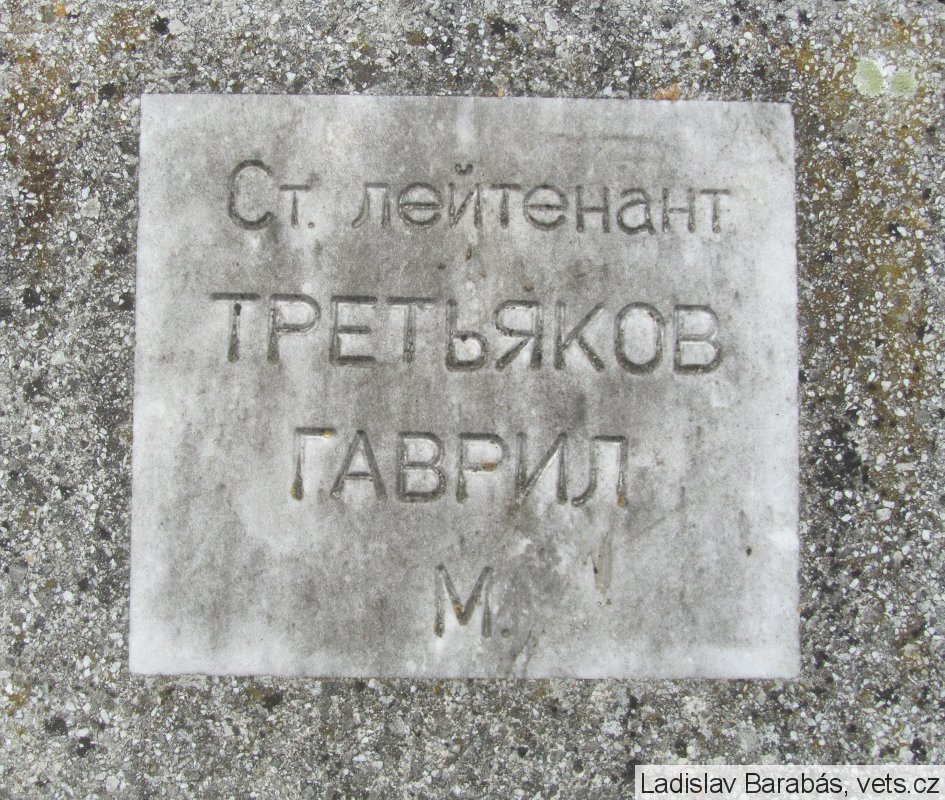 Ст. лейтенант
ТРЕТЬЯКОВ
ГАВРИЛ
М.
Ladislav Barabás, vets.cz